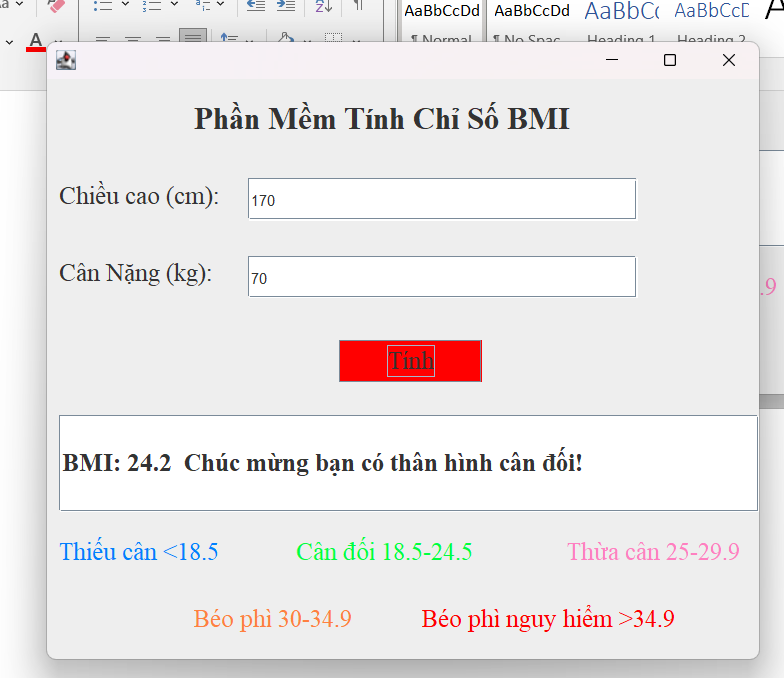 AaBbCcDd AaBbCcDd AaBbCc AaBbCcD
¶ Normal ¶ No Spac... Heading 1 Heading 2
Phần Mềm Tính Chỉ Số BMI
Chiều cao (cm): 170
Cân Nặng (kg): 70
Tính
BMI: 24.2 Chúc mừng bạn có thân hình cân đối!
Thiếu cân <18.5 Cân đối 18.5-24.5 Thừa cân 25-29.9
Béo phì 30-34.9 Béo phì nguy hiểm >34.9
.9